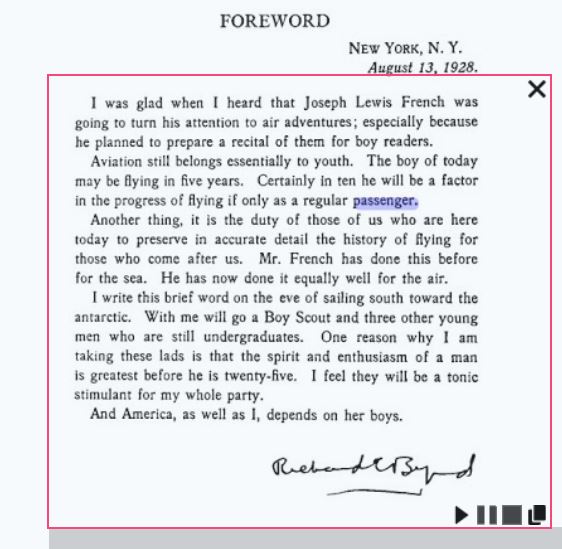 FOREWORD
NEW YORK, N. Y.
August 13, 1928.
I was glad when I heard that Joseph Lewis French was
going to turn his attention to air adventures; especially because
he planned to prepare a recital of them for boy readers.
Aviation still belongs essentially to youth. The boy of today
may be flying in five years. Certainly in ten he will be a factor
in the progress of flying if only as a regular passenger.
Another thing, it is the duty of those of us who are here
today to preserve in accurate detail the history of flying for
those who come after us. Mr. French has done this before
for the sea. He has now done it equally well for the air.
I write this brief word on the eve of sailing south toward the
antarctic. With me will go a Boy Scout and three other young
men who are still undergraduates. One reason why I am
taking these lads is that the spirit and enthusiasm of a man
is greatest before he is twenty-five. I feel they will be a tonic
stimulant for my whole party.
And America, as well as I, depends on her boys.
Richard E Byrd